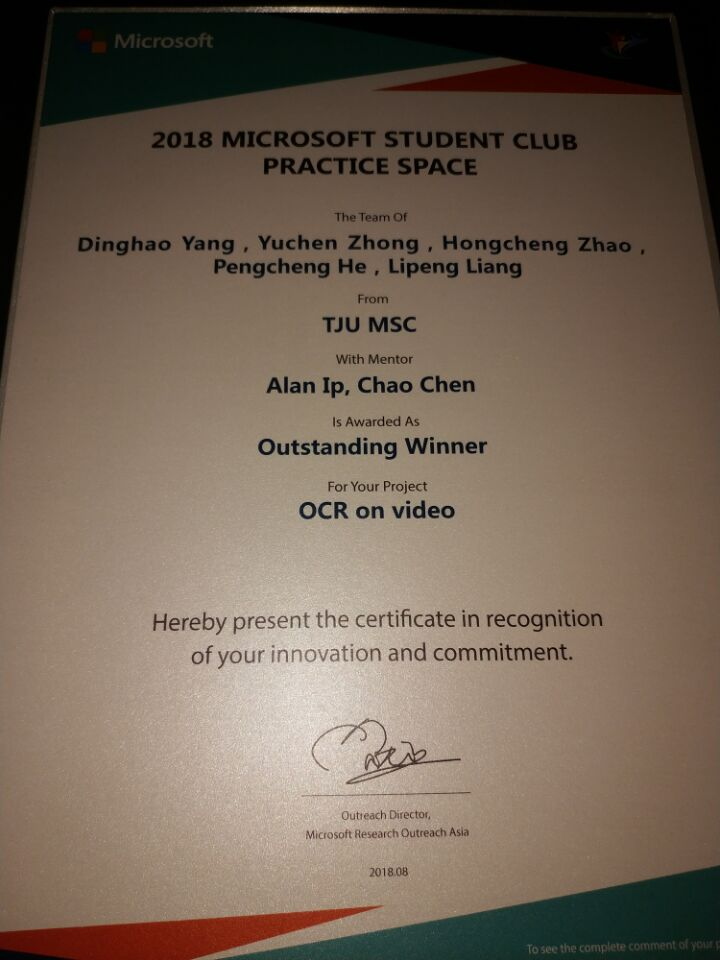 Microsoft
2018 MICROSOFT STUDENT CLUB
PRACTICE SPACE
The Team Of
Dinghao Yang , Yuchen Zhong , Hongcheng Zhao ,
Pengcheng He , Lipeng Liang
From
TJU MSC
With Mentor
Alan Ip, Chao Chen
Is Awarded As
Outstanding Winner
For Your Project
OCR on video
Hereby present the certificate in recognition
of your innovation and commitment.
Outreach Director,
Microsoft Research Outreach Asia
2018.08
To see the complete comment of your